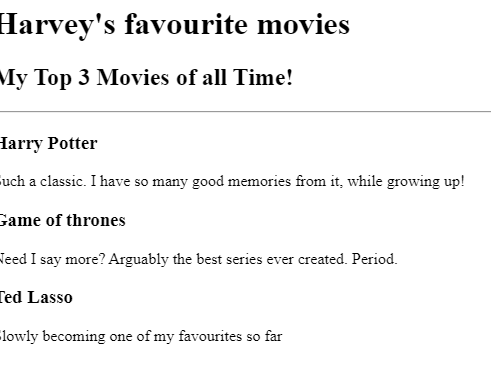 Harvey's favourite movies
My Top 3 Movies of all Time!
Harry Potter
Such a classic. I have so many good memories from it, while growing up!
Game of thrones
Need I say more? Arguably the best series ever created. Period.
Ted Lasso
Slowly becoming one of my favourites so far